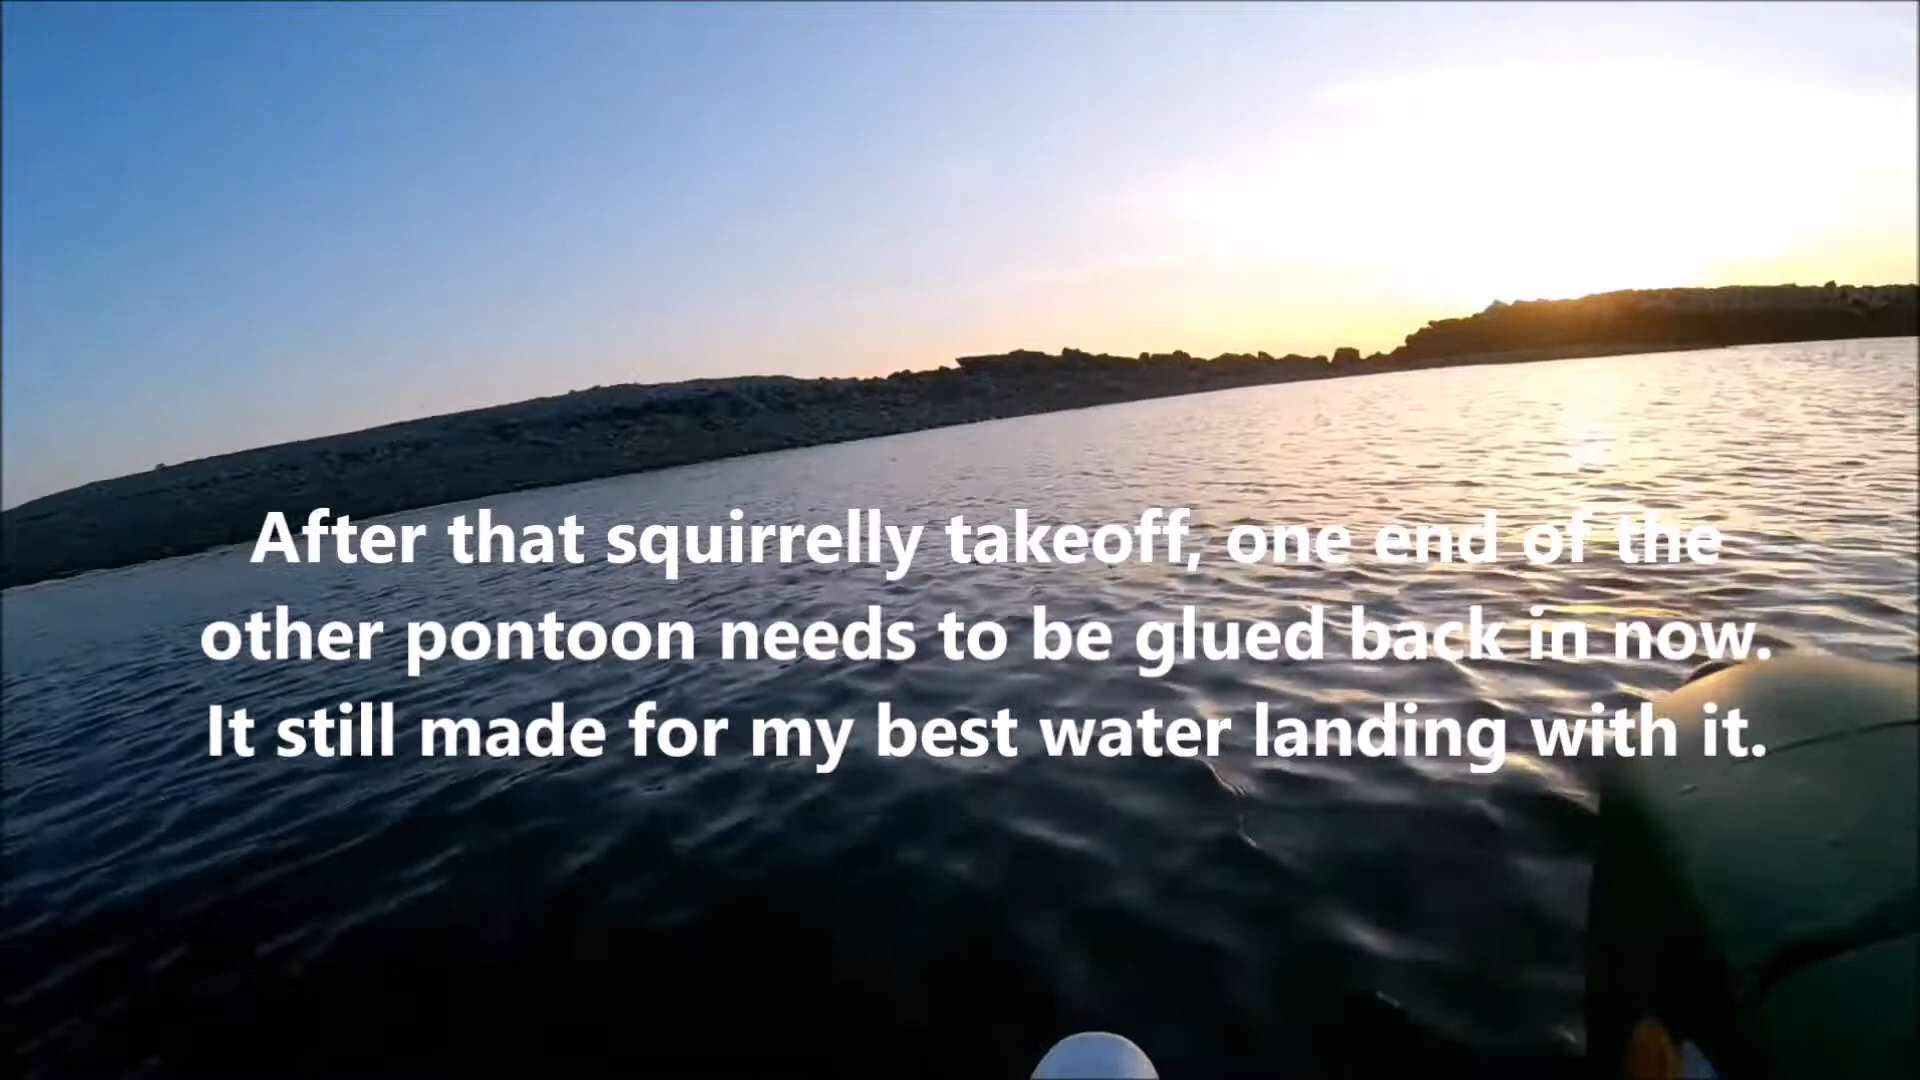 After that squirrelly takeoff, one end of the
other pontoon needs to be glued back in now.
It still made for my best water landing with it.